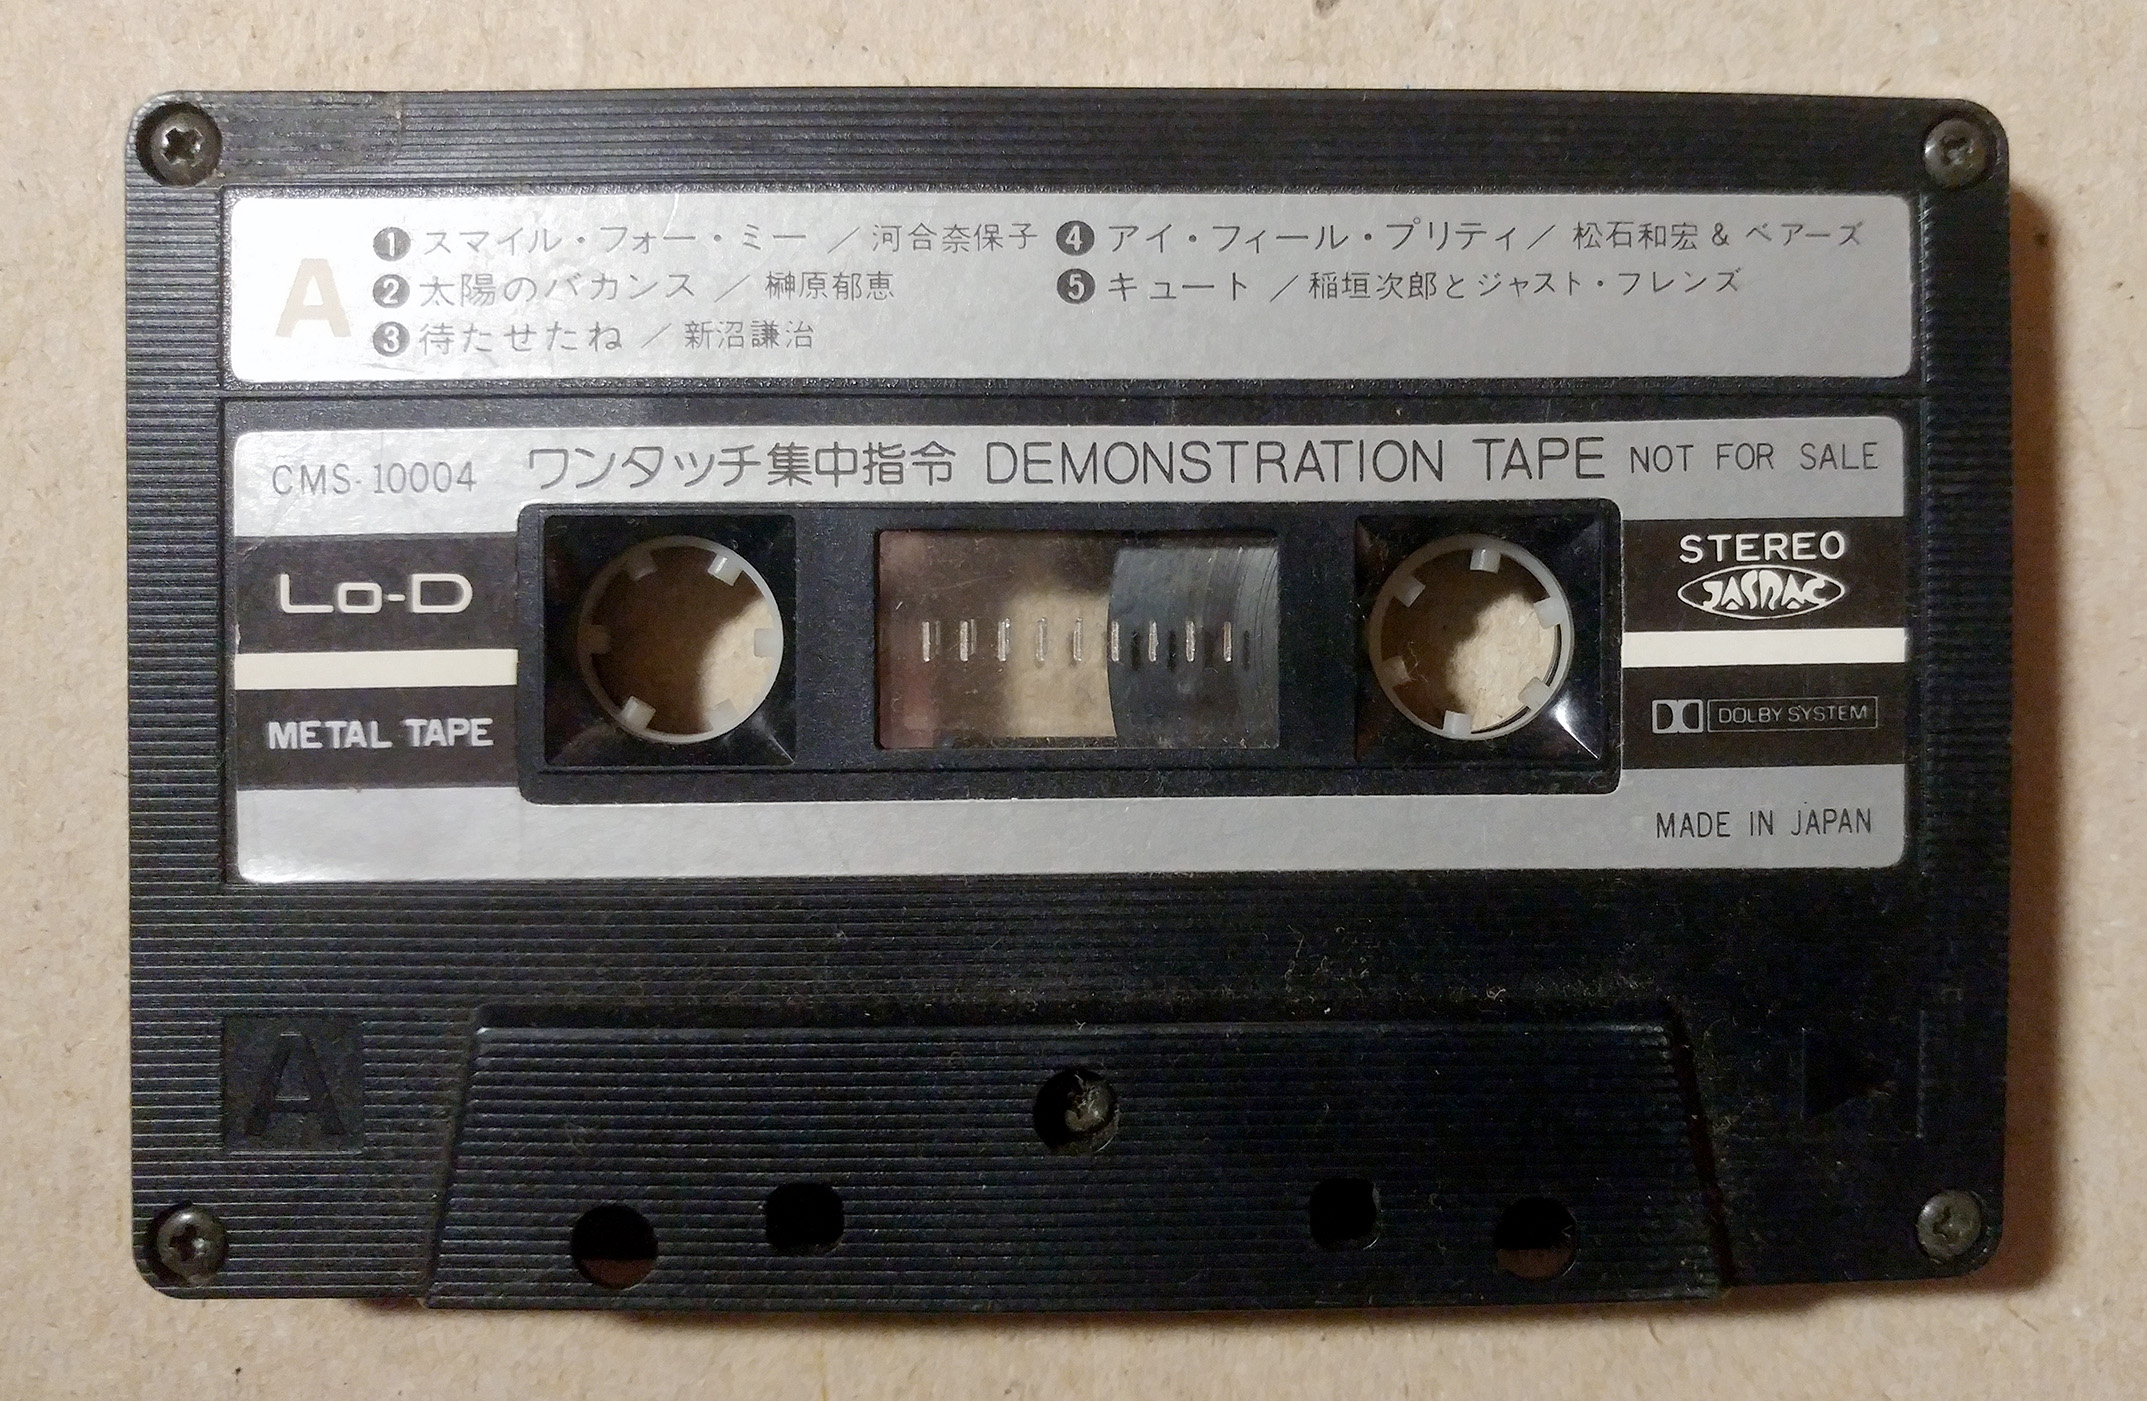 A
❶ スマイル・フォー・ミー ／河合奈保子
❷ 太陽のバカンス ／ 榊原郁恵
❸ 待たせたね ／ 新沼謙治
❹ アイ・フィール・プリティ／ 松石和宏 & ベアーズ
❺ キュート ／稲垣次郎とジャスト・フレンズ
CMS-10004 ワンタッチ集中指令 DEMONSTRATION TAPE NOT FOR SALE
Lo-D
METAL TAPE
STEREO
JASRAC
DOLBY SYSTEM
MADE IN JAPAN
A